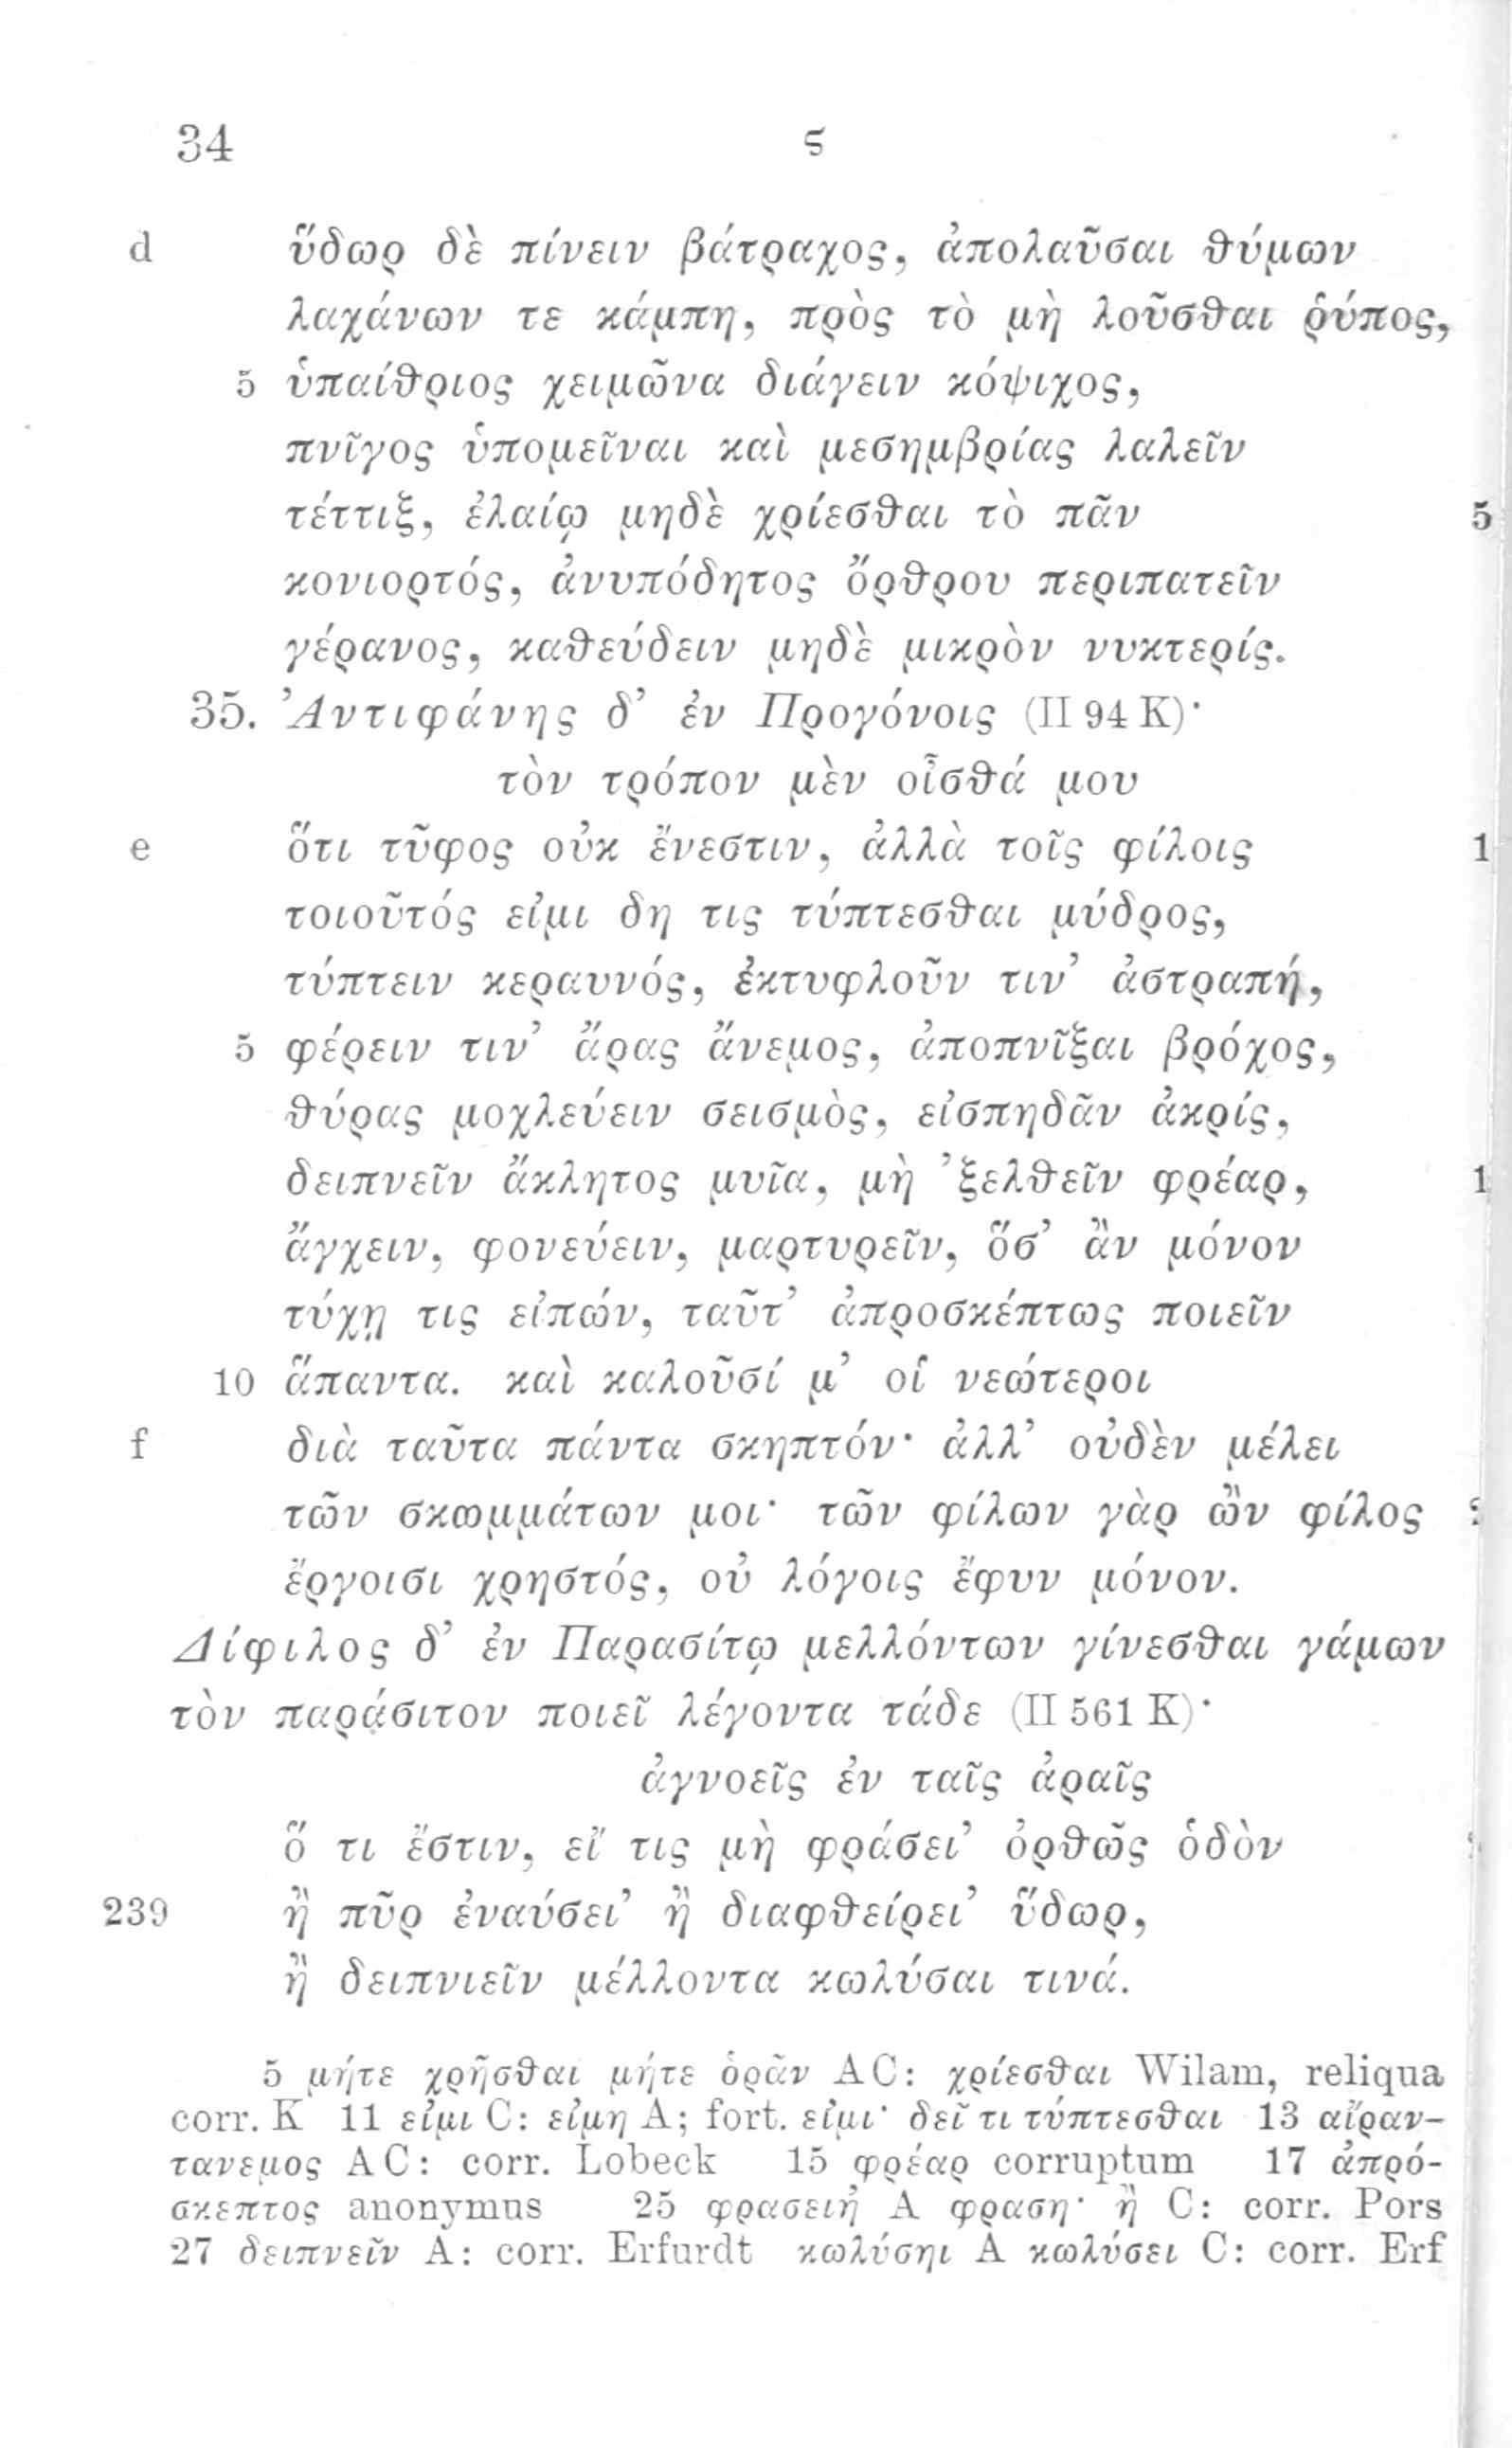 34 ς
d ὕδωρ δὲ πίνειν βάτραχος, ἀπολαῦσαι θύμων
λαχάνων τε κάμπη, πρὸς τὸ μὴ λοῦσθαι ῥύπος,
5 ὑπαίθριος χειμῶνα διάγειν κόψιχος,
πνῖγος ὑπομεῖναι καὶ μεσημβρίας λαλεῖν
τέττιξ, ἐλαίῳ μηδὲ χρίεσθαι τὸ πᾶν 5
κονιορτός, ἀνυπόδητος ὄρθρου περιπατεῖν
γέρανος, καθεύδειν μηδὲ μικρὸν νυκτερίς.
35. Ἀντιφάνης δ’ ἐν Προγόνοις (II 94 K)·
τὸν τρόπον μὲν οἶσθά μου
e ὅτι τῦφος οὐκ ἔνεστιν, ἀλλὰ τοῖς φίλοις 1
τοιοῦτός εἰμι δη τις τύπτεσθαι μύδρος,
τύπτειν κεραυνός, ἐκτυφλοῦν τιν’ ἀστραπή,
5 φέρειν τιν’ ἄρας ἄνεμος, ἀποπνῖξαι βρόχος,
θύρας μοχλεύειν σεισμὸς, εἰσπηδᾶν ἀκρίς,
δειπνεῖν ἄκλητος μυῖα, μὴ ’ξελθεῖν φρέαρ, 1
ἄγχειν, φονεύειν, μαρτυρεῖν, ὅσ’ ἂν μόνον
τύχῃ τις εἰπών, ταῦτ’ ἀπροσκέπτως ποιεῖν
10 ἅπαντα. καὶ καλοῦσί μ’ οἱ νεώτεροι
f διὰ ταῦτα πάντα σκηπτόν· ἀλλ’ οὐδὲν μέλει
τῶν σκωμμάτων μοι· τῶν φίλων γὰρ ὢν φίλος
ἔργοισι χρηστός, οὐ λόγοις ἔφυν μόνον.
Δίφιλος δ’ ἐν Παρασίτῳ μελλόντων γίνεσθαι γάμων
τὸν παράσιτον ποιεῖ λέγοντα τάδε (II 561 K)·
ἀγνοεῖς ἐν ταῖς ἀραῖς
ὅ τι ἔστιν, εἴ τις μὴ φράσει’ ὀρθῶς ὁδὸν
239 ἢ πῦρ ἐναύσει’ ἢ διαφθείρει’ ὕδωρ,
ἢ δειπνιεῖν μέλλοντα κωλύσαι τινά.
5 μήτε χρῆσθαι μήτε ὁρᾶν AC: χρίεσθαι Wilam, reliqua
corr. K 11 εἰμι C: εἰμη A; fort. εἰμι· δεῖ τι τύπτεσθαι 13 αἴραν-
τανεμος AC: corr. Lobeck 15 φρέαρ corruptum 17 ἀπρό-
σκεπτος anonymus 25 φρασειὴ A φραση· ἢ C: corr. Pors
27 δειπνεῖν A: corr. Erfurdt κωλύσηι A κωλύσει C: corr. Erf